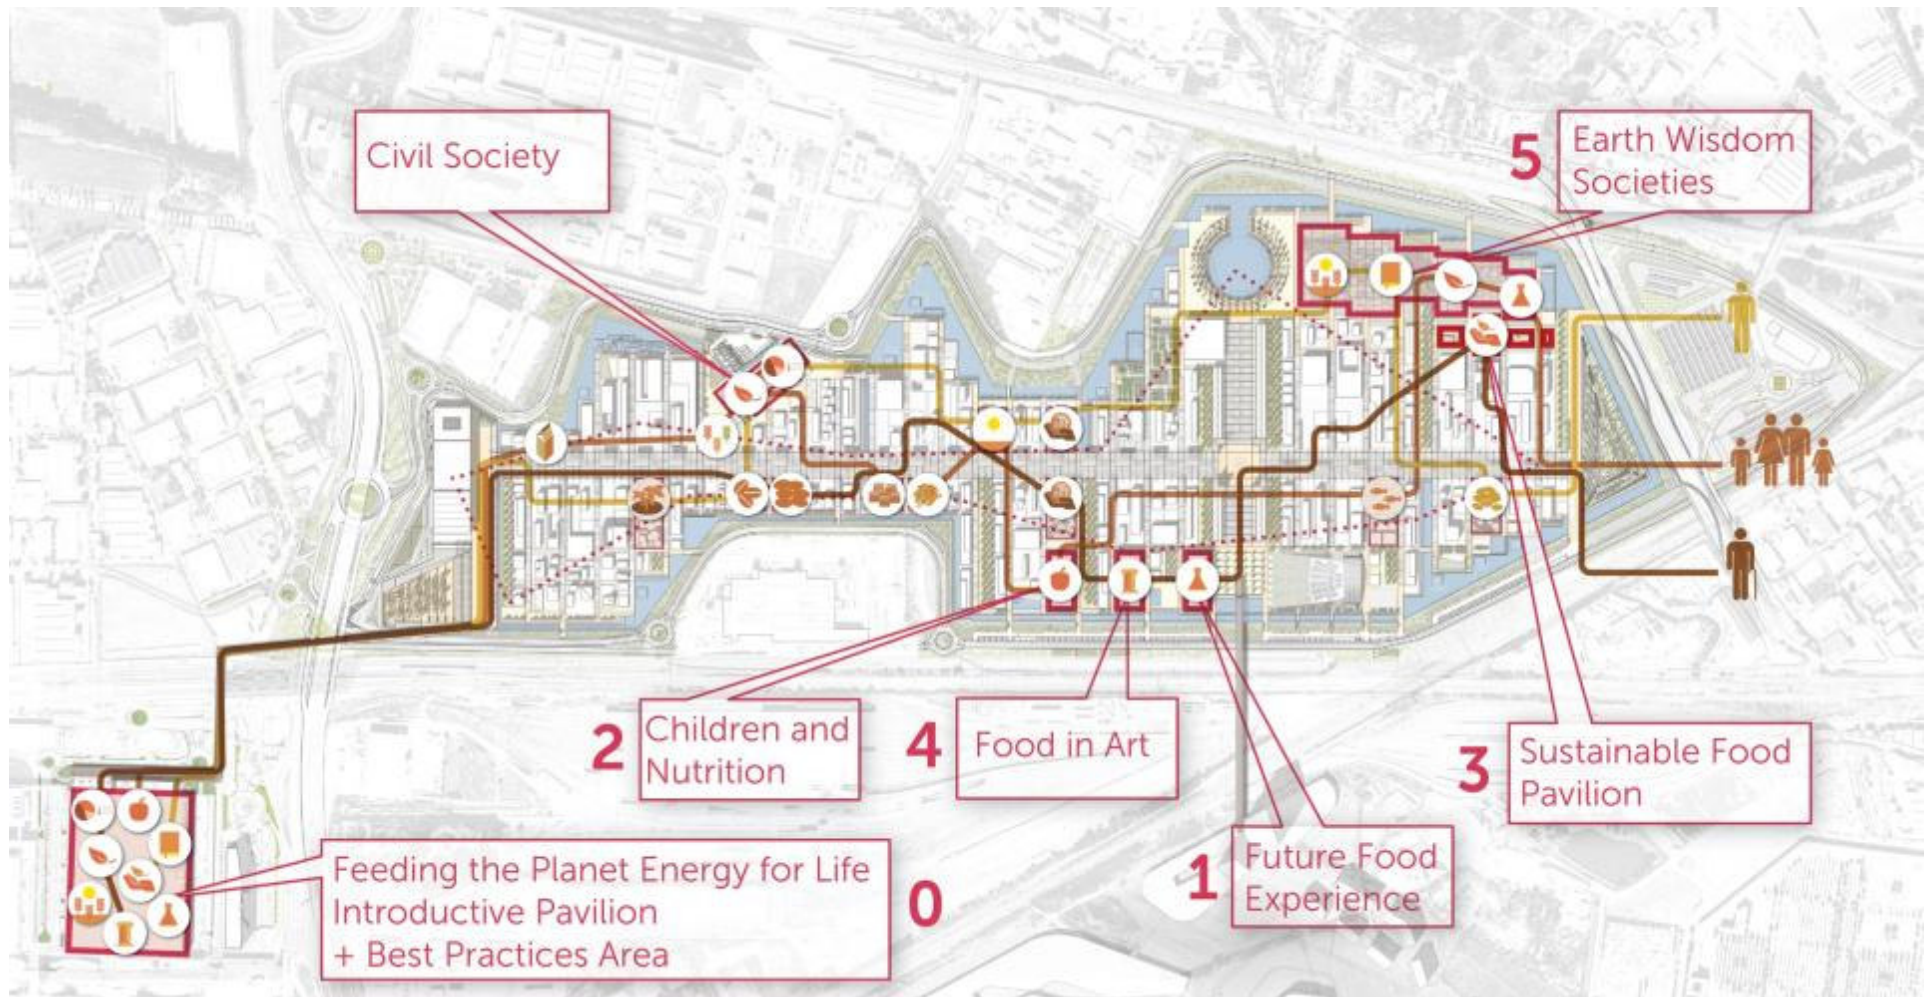 Civil Society
5
Earth Wisdom
Societies
2
Children and
Nutrition
4
Food in Art
3
Sustainable Food
Pavilion
1
Future Food
Experience
Feeding the Planet Energy for Life
Introductive Pavilion
+ Best Practices Area
0